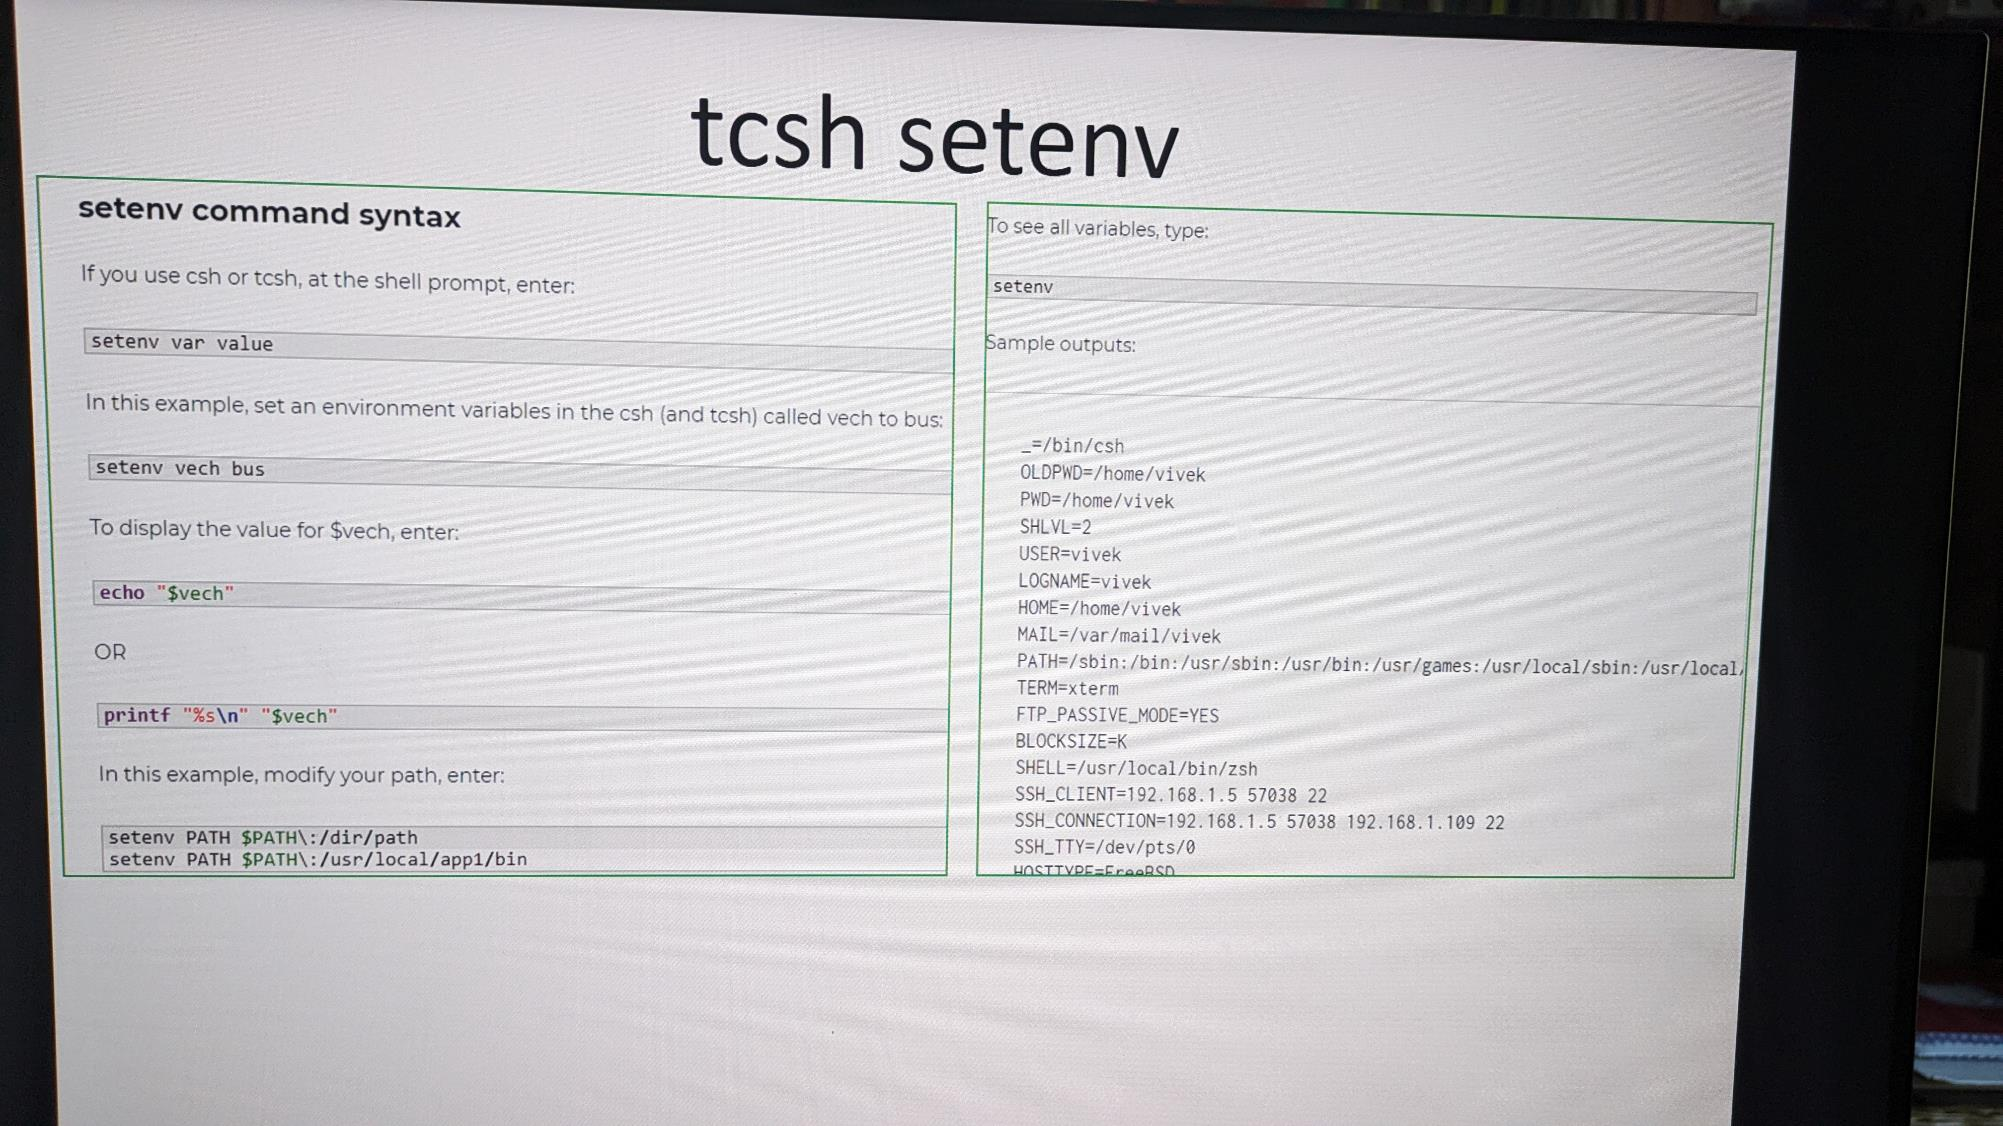 tcsh setenv
setenv command syntax
If you use csh or tcsh, at the shell prompt, enter:
setenv var value
In this example, set an environment variables in the csh (and tcsh) called vech to bus:
setenv vech bus
To display the value for $vech, enter:
echo "$vech"
OR
printf "%s\n" "$vech"
In this example, modify your path, enter:
setenv PATH $PATH\:/dir/path
setenv PATH $PATH\:/usr/local/app1/bin
To see all variables, type:
setenv
Sample outputs:
_=/bin/csh
OLDPWD=/home/vivek
PWD=/home/vivek
SHLVL=2
USER=vivek
LOGNAME=vivek
HOME=/home/vivek
MAIL=/var/mail/vivek
PATH=/sbin:/bin:/usr/sbin:/usr/bin:/usr/games:/usr/local/sbin:/usr/local/
TERM=xterm
FTP_PASSIVE_MODE=YES
BLOCKSIZE=K
SHELL=/usr/local/bin/zsh
SSH_CLIENT=192.168.1.5 57038 22
SSH_CONNECTION=192.168.1.5 57038 192.168.1.109 22
SSH_TTY=/dev/pts/0
HOSTTYPE=FreeBSD